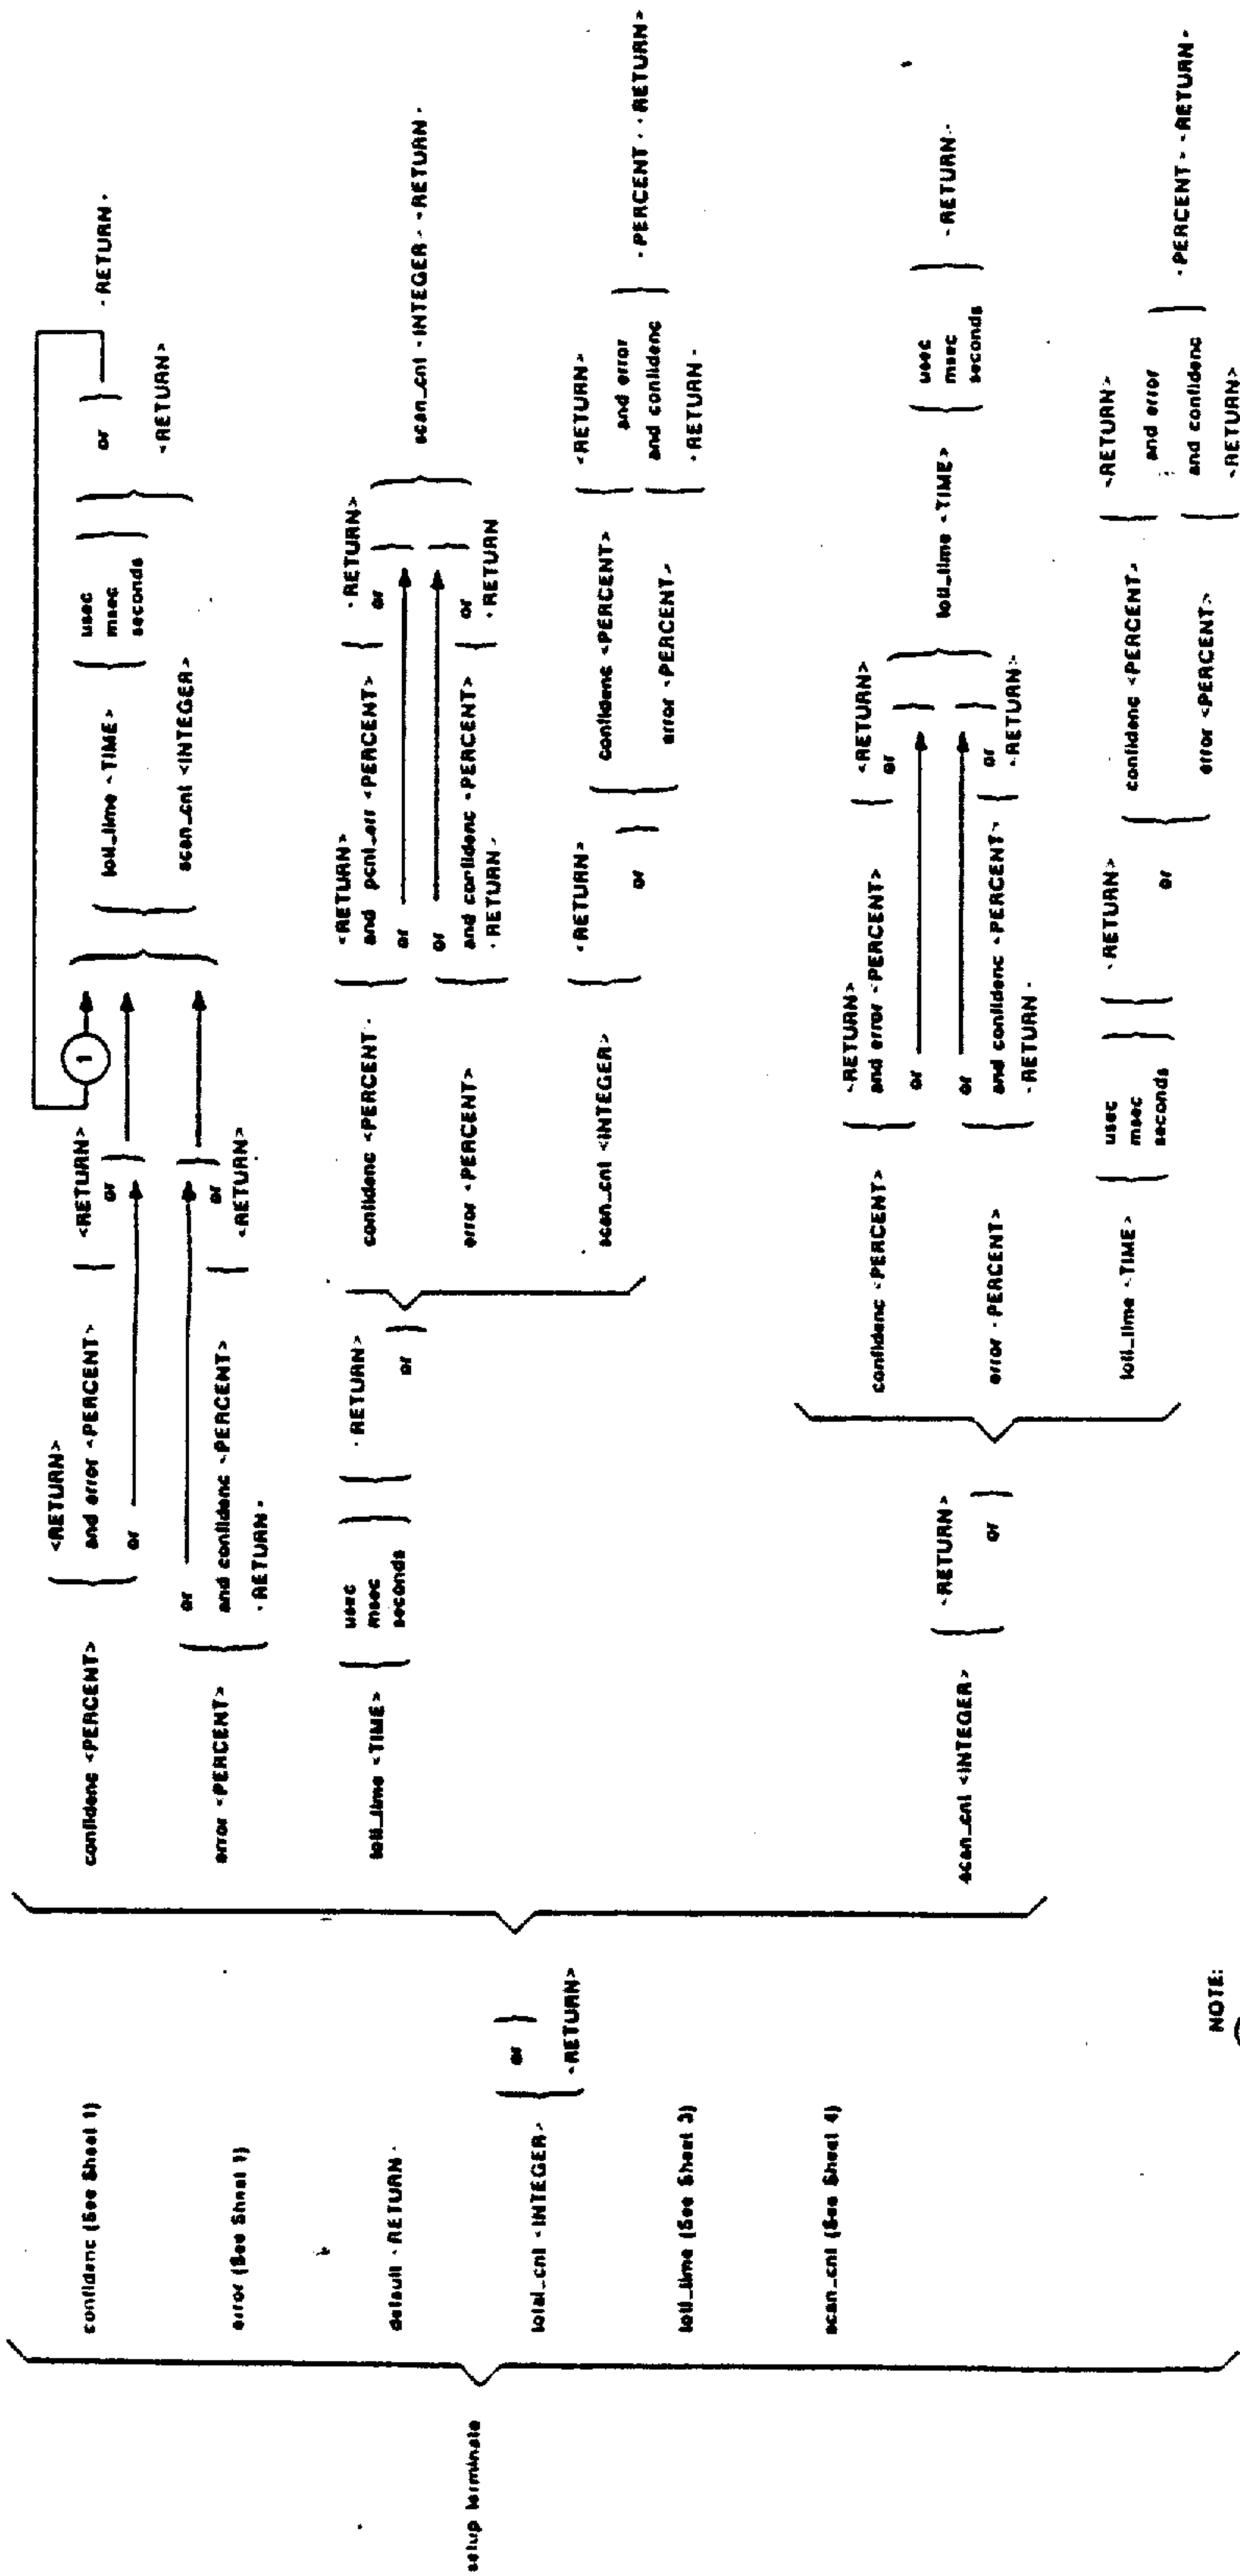 setup terminate
confidenc (See Sheet 1)
error (See Sheet 1)
default <RETURN>
total_cnt <INTEGER>
or
<RETURN>
totl_time (See Sheet 3)
scan_cnt (See Sheet 4)
confidenc <PERCENT>
<RETURN>
and error <PERCENT>
or
<RETURN>
or
1
error <PERCENT>
or
and confidenc <PERCENT>
<RETURN>
or
<RETURN>
totl_time <TIME>
usec
msec
seconds
scan_cnt <INTEGER>
or
<RETURN>
<RETURN>
totl_time <TIME>
usec
msec
seconds
<RETURN>
or
confidenc <PERCENT>
<RETURN>
and pcnt_err <PERCENT>
or
<RETURN>
or
error <PERCENT>
or
and confidenc <PERCENT>
<RETURN>
or
<RETURN
scan_cnt <INTEGER> <RETURN>
scan_cnt <INTEGER>
<RETURN>
or
confidenc <PERCENT>
error <PERCENT>
<RETURN>
and error
and confidenc
<RETURN>
<PERCENT> <RETURN>
scan_cnt <INTEGER>
<RETURN>
or
confidenc <PERCENT>
<RETURN>
and error <PERCENT>
or
<RETURN>
or
error <PERCENT>
or
and confidenc <PERCENT>
<RETURN>
or
<RETURN>
totl_time <TIME>
usec
msec
seconds
<RETURN>
totl_time <TIME>
usec
msec
seconds
<RETURN>
or
confidenc <PERCENT>
error <PERCENT>
<RETURN>
and error
and confidenc
<RETURN>
<PERCENT> <RETURN>
NOTE: